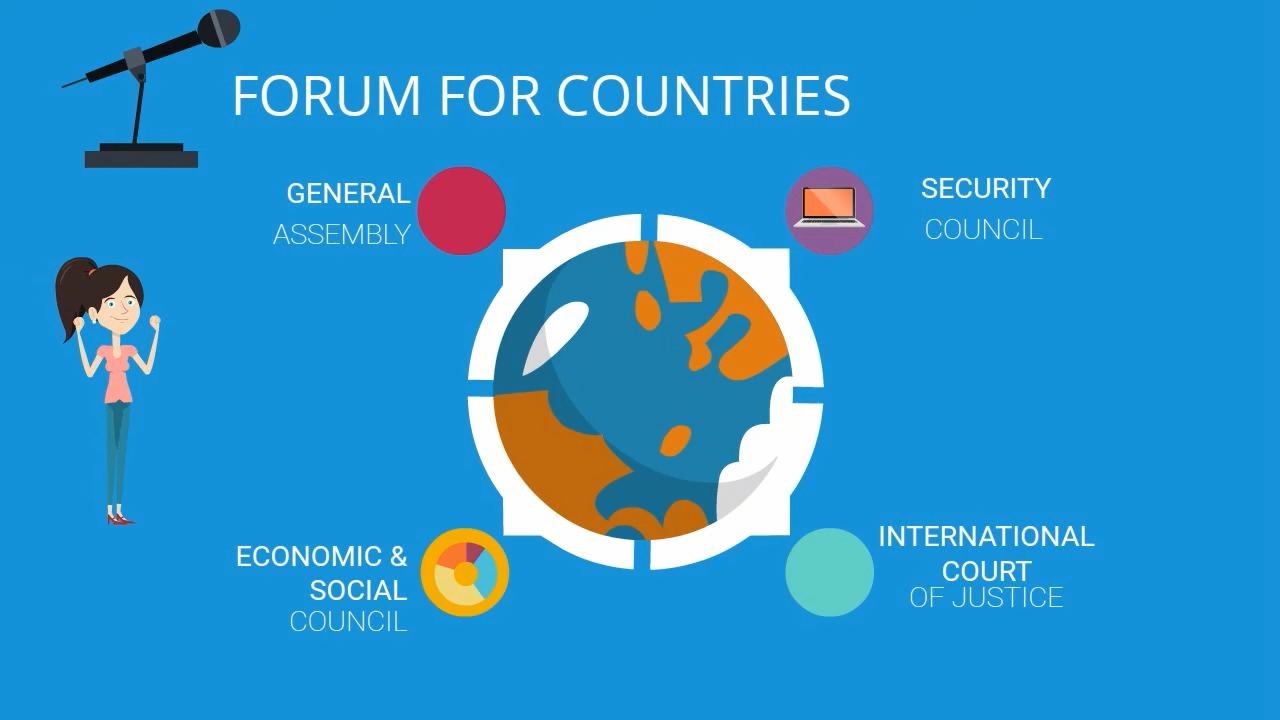 FORUM FOR COUNTRIES
GENERAL
ASSEMBLY
SECURITY
COUNCIL
ECONOMIC &
SOCIAL
COUNCIL
INTERNATIONAL
COURT
OF JUSTICE